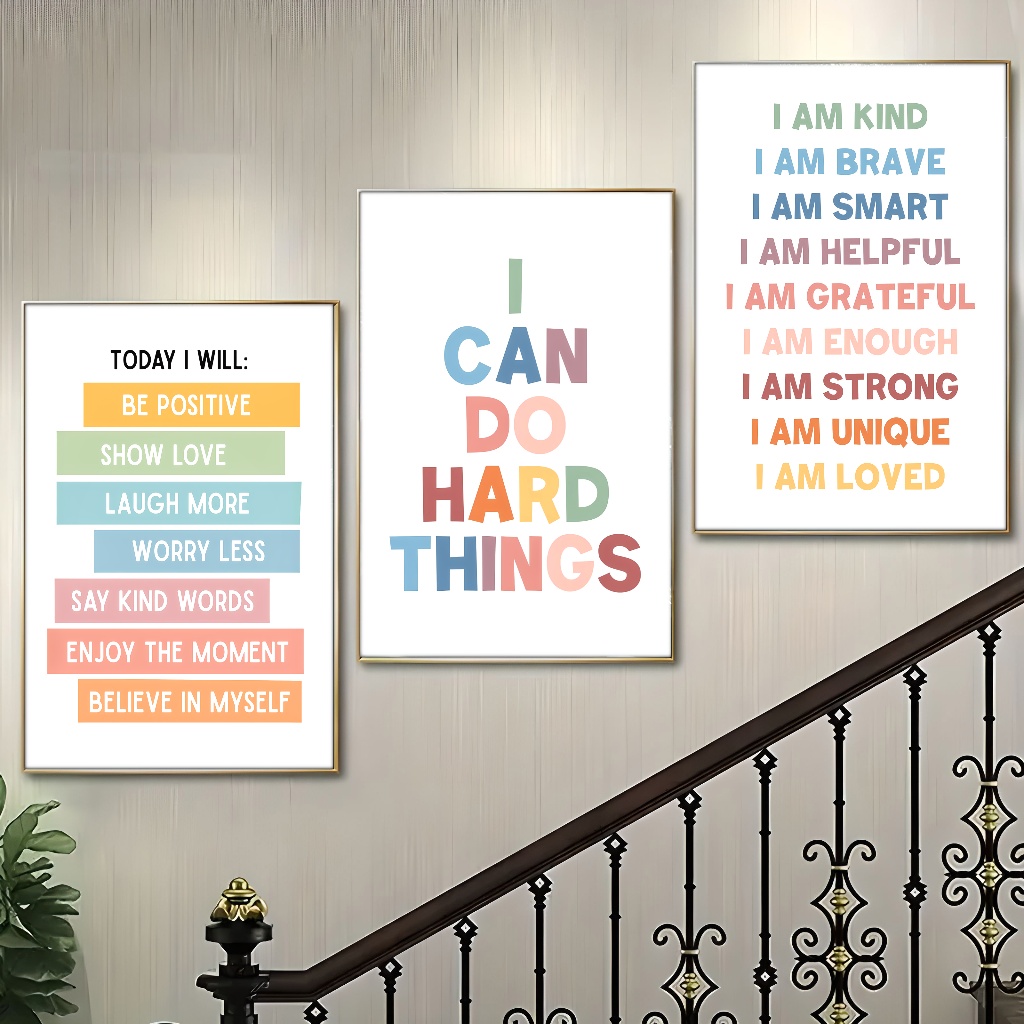 TODAY I WILL:
BE POSITIVE
SHOW LOVE
LAUGH MORE
WORRY LESS
SAY KIND WORDS
ENJOY THE MOMENT
BELIEVE IN MYSELF
I
CAN
DO
HARD
THINGS
I AM KIND
I AM BRAVE
I AM SMART
I AM HELPFUL
I AM GRATEFUL
I AM ENOUGH
I AM STRONG
I AM UNIQUE
I AM LOVED